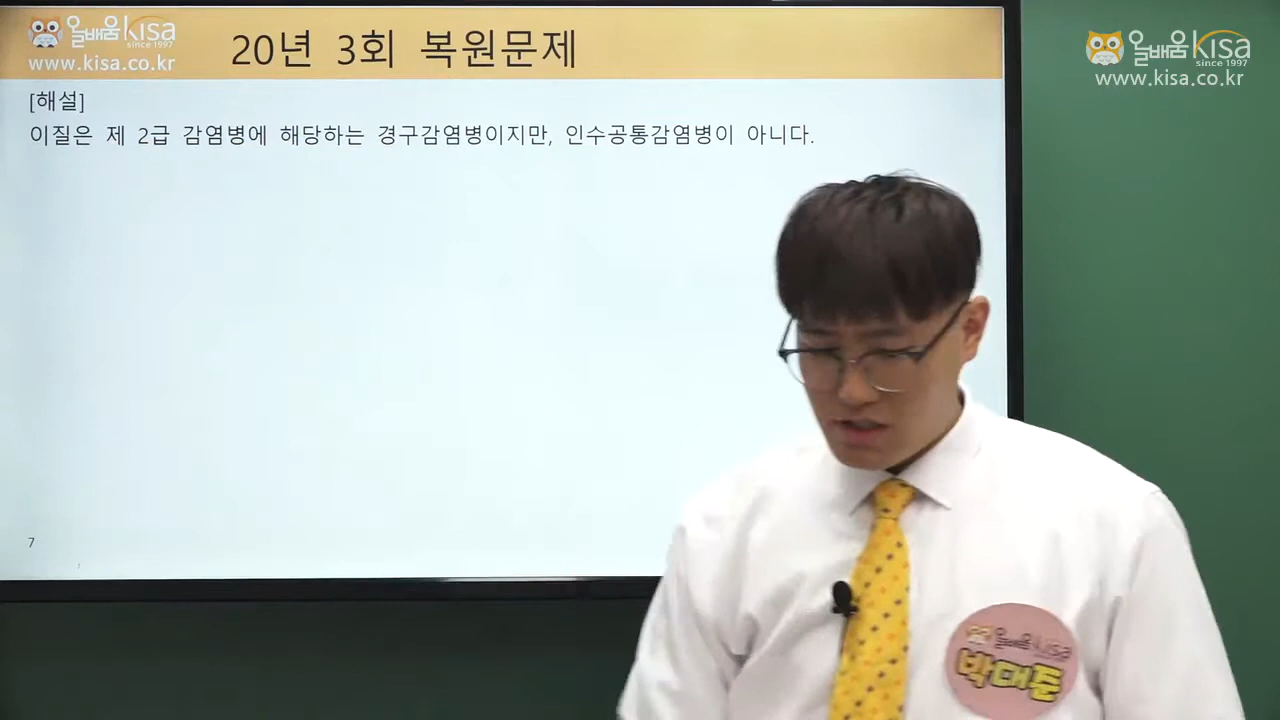 올배움kisa
since 1997
www.kisa.co.kr
20년 3회 복원문제
[해설]
이질은 제 2급 감염병에 해당하는 경구감염병이지만, 인수공통감염병이 아니다.
7
올배움kisa
since 1997
www.kisa.co.kr
올배움kisa
박대준